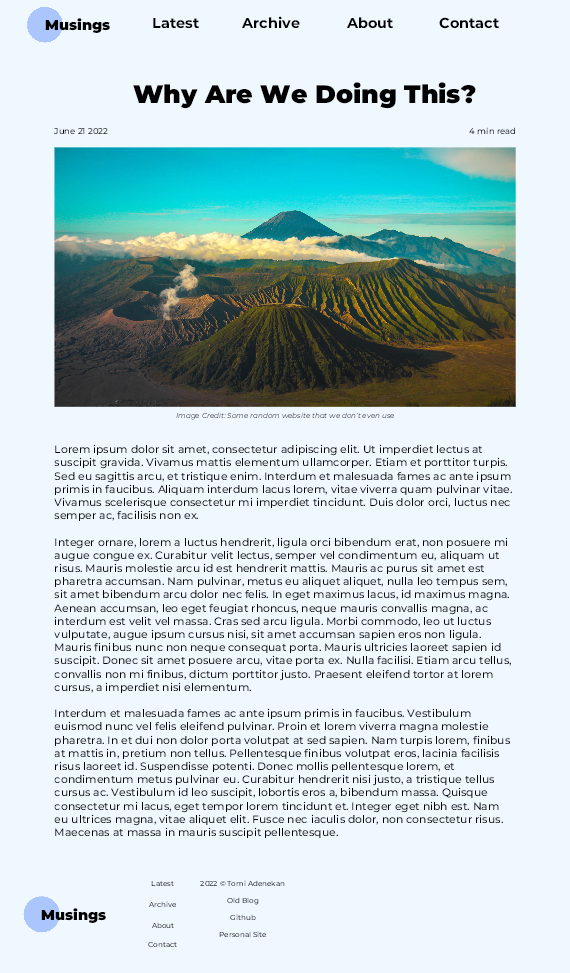 Musings
Latest
Archive
About
Contact
Why Are We Doing This?
June 21 2022
4 min read
Image Credit: Some random website that we don't even use
Lorem ipsum dolor sit amet, consectetur adipiscing elit. Ut imperdiet lectus at
suscipit gravida. Vivamus mattis elementum ullamcorper. Etiam et porttitor turpis.
Sed eu sagittis arcu, et tristique enim. Interdum et malesuada fames ac ante ipsum
primis in faucibus. Aliquam interdum lacus lorem, vitae viverra quam pulvinar vitae.
Vivamus scelerisque consectetur mi imperdiet tincidunt. Duis dolor orci, luctus nec
semper ac, facilisis non ex.
Integer ornare, lorem a luctus hendrerit, ligula orci bibendum erat, non posuere mi
augue congue ex. Curabitur velit lectus, semper vel condimentum eu, aliquam ut
risus. Mauris molestie arcu id est hendrerit mattis. Mauris ac purus sit amet est
pharetra accumsan. Nam pulvinar, metus eu aliquet aliquet, nulla leo tempus sem,
sit amet bibendum arcu dolor nec felis. In eget maximus lacus, id maximus magna.
Aenean accumsan, leo eget feugiat rhoncus, neque mauris convallis magna, ac
interdum est velit vel massa. Cras sed arcu ligula. Morbi commodo, leo ut luctus
vulputate, augue ipsum cursus nisi, sit amet accumsan sapien eros non ligula.
Mauris finibus nunc non neque consequat porta. Mauris ultricies laoreet sapien id
suscipit. Donec sit amet posuere arcu, vitae porta ex. Nulla facilisi. Etiam arcu tellus,
convallis non mi finibus, dictum porttitor justo. Praesent eleifend tortor at lorem
cursus, a imperdiet nisi elementum.
Interdum et malesuada fames ac ante ipsum primis in faucibus. Vestibulum
euismod nunc vel felis eleifend pulvinar. Proin et lorem viverra magna molestie
pharetra. In et dui non dolor porta volutpat at sed sapien. Nam turpis lorem, finibus
at mattis in, pretium non tellus. Pellentesque finibus volutpat eros, lacinia facilisis
risus laoreet id. Suspendisse potenti. Donec mollis pellentesque lorem, et
condimentum metus pulvinar eu. Curabitur hendrerit nisi justo, a tristique tellus
cursus ac. Vestibulum id leo suscipit, lobortis eros a, bibendum massa. Quisque
consectetur mi lacus, eget tempor lorem tincidunt et. Integer eget nibh est. Nam
eu ultrices magna, vitae aliquet elit. Fusce nec iaculis dolor, non consectetur risus.
Maecenas at massa in mauris suscipit pellentesque.
Musings
Latest
Archive
About
Contact
2022 © Tomi Adenekan
Old Blog
Github
Personal Site